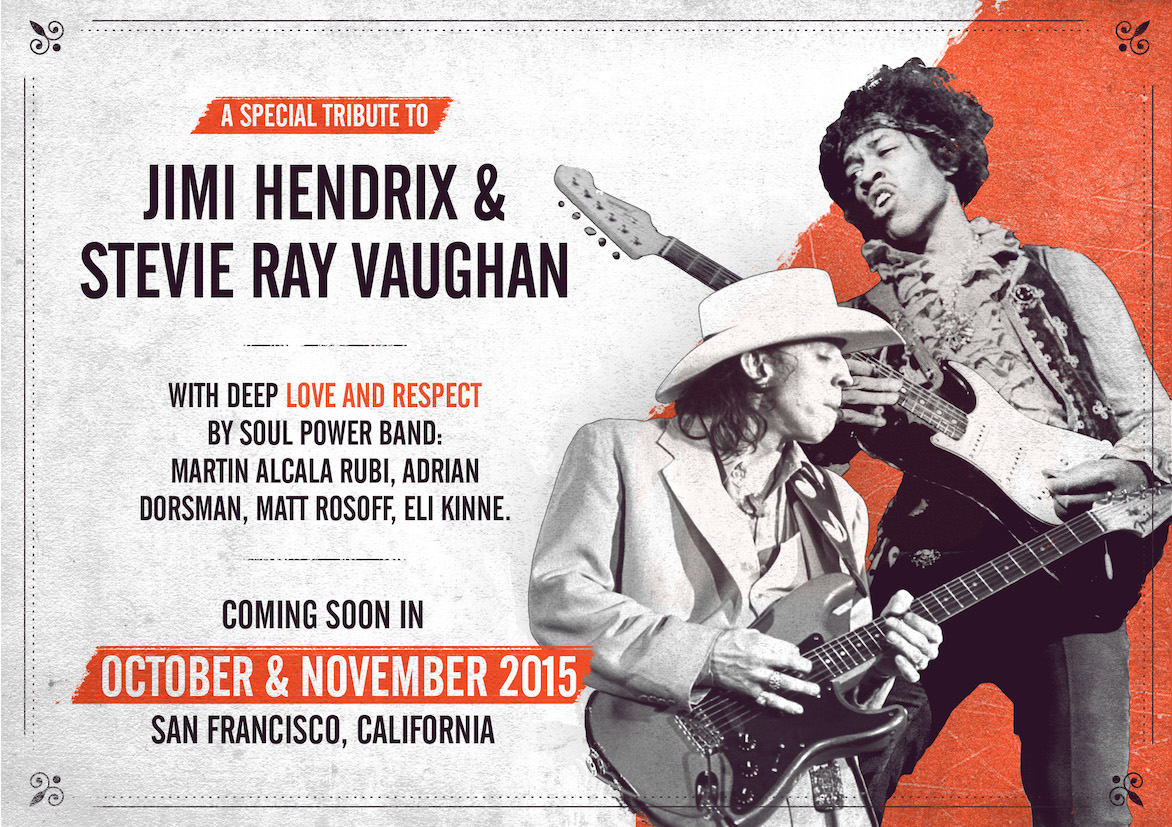 A SPECIAL TRIBUTE TO
JIMI HENDRIX &
STEVIE RAY VAUGHAN
WITH DEEP LOVE AND RESPECT
BY SOUL POWER BAND:
MARTIN ALCALA RUBI, ADRIAN
DORSMAN, MATT ROSOFF, ELI KINNE.
COMING SOON IN
OCTOBER & NOVEMBER 2015
SAN FRANCISCO, CALIFORNIA